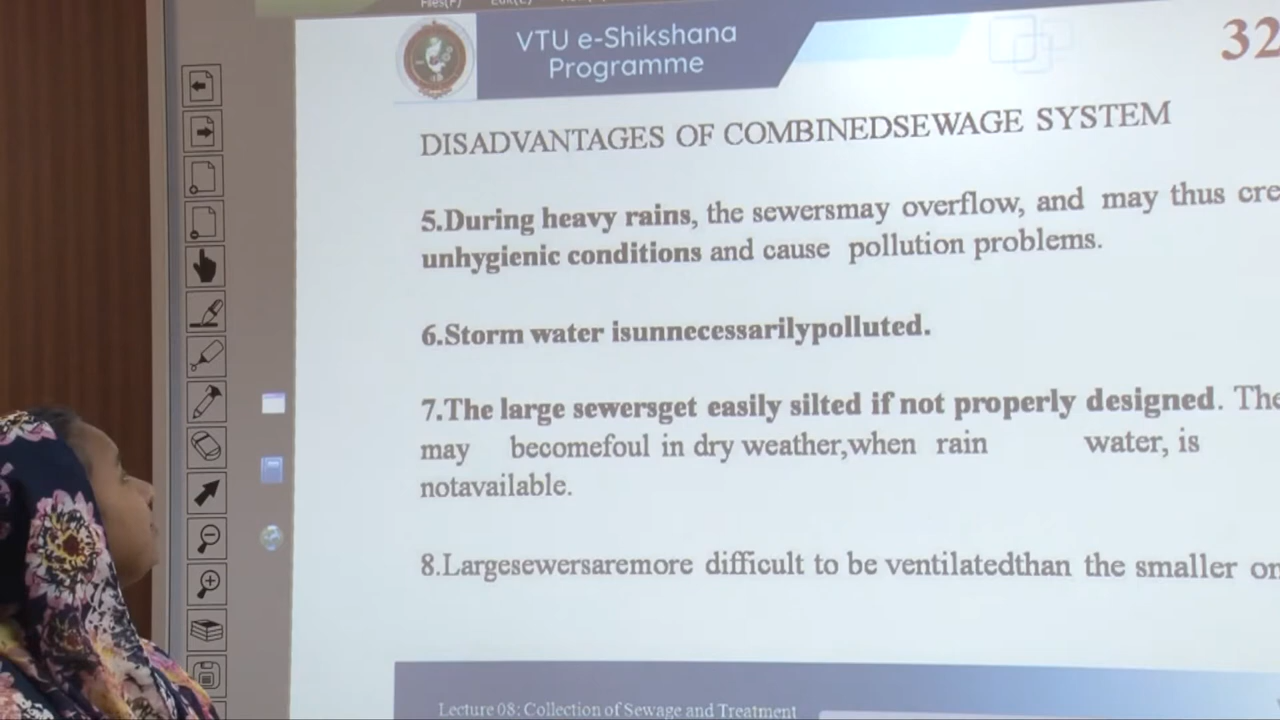 VTU e-Shikshana
Programme
32
DISADVANTAGES OF COMBINEDSEWAGE SYSTEM
5.During heavy rains, the sewersmay overflow, and may thus cre
unhygienic conditions and cause pollution problems.
6.Storm water isunnecessarilypolluted.
7.The large sewersget easily silted if not properly designed. The
may becomefoul in dry weather,when rain water, is
notavailable.
8.Largesewersaremore difficult to be ventilatedthan the smaller on
Lecture 08: Collection of Sewage and Treatment